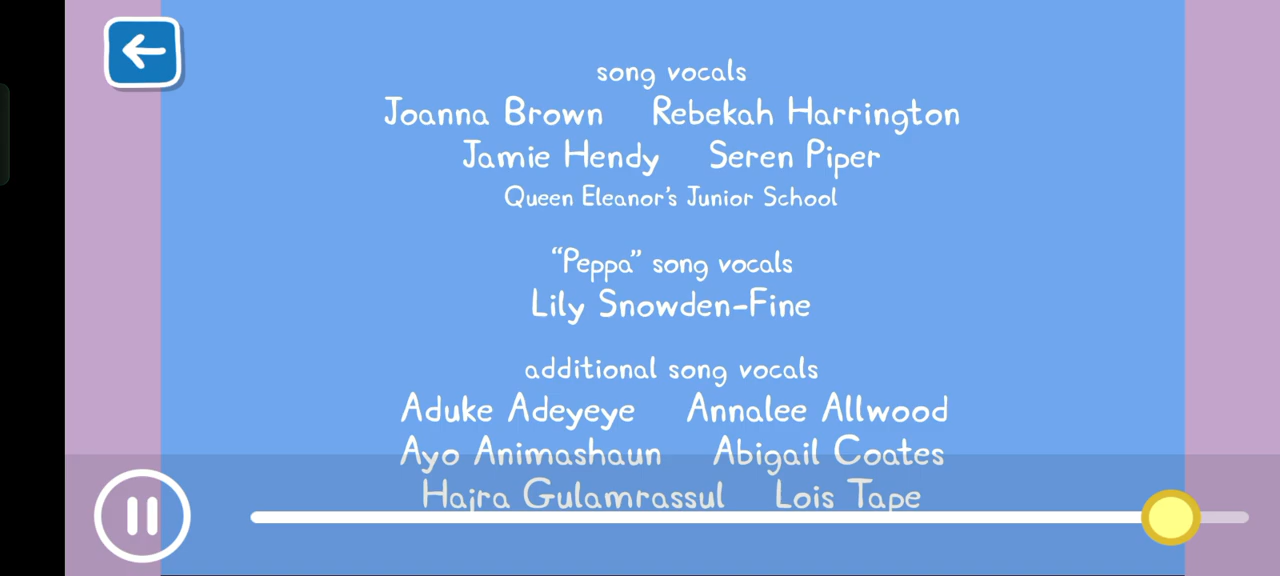 song vocals
Joanna Brown Rebekah Harrington
Jamie Hendy Seren Piper
Queen Eleanor's Junior School
“Peppa” song vocals
Lily Snowden-Fine
additional song vocals
Aduke Adeyeye Annalee Allwood
Ayo Animashaun Abigail Coates
Hajra Gulamrassul Lois Tape